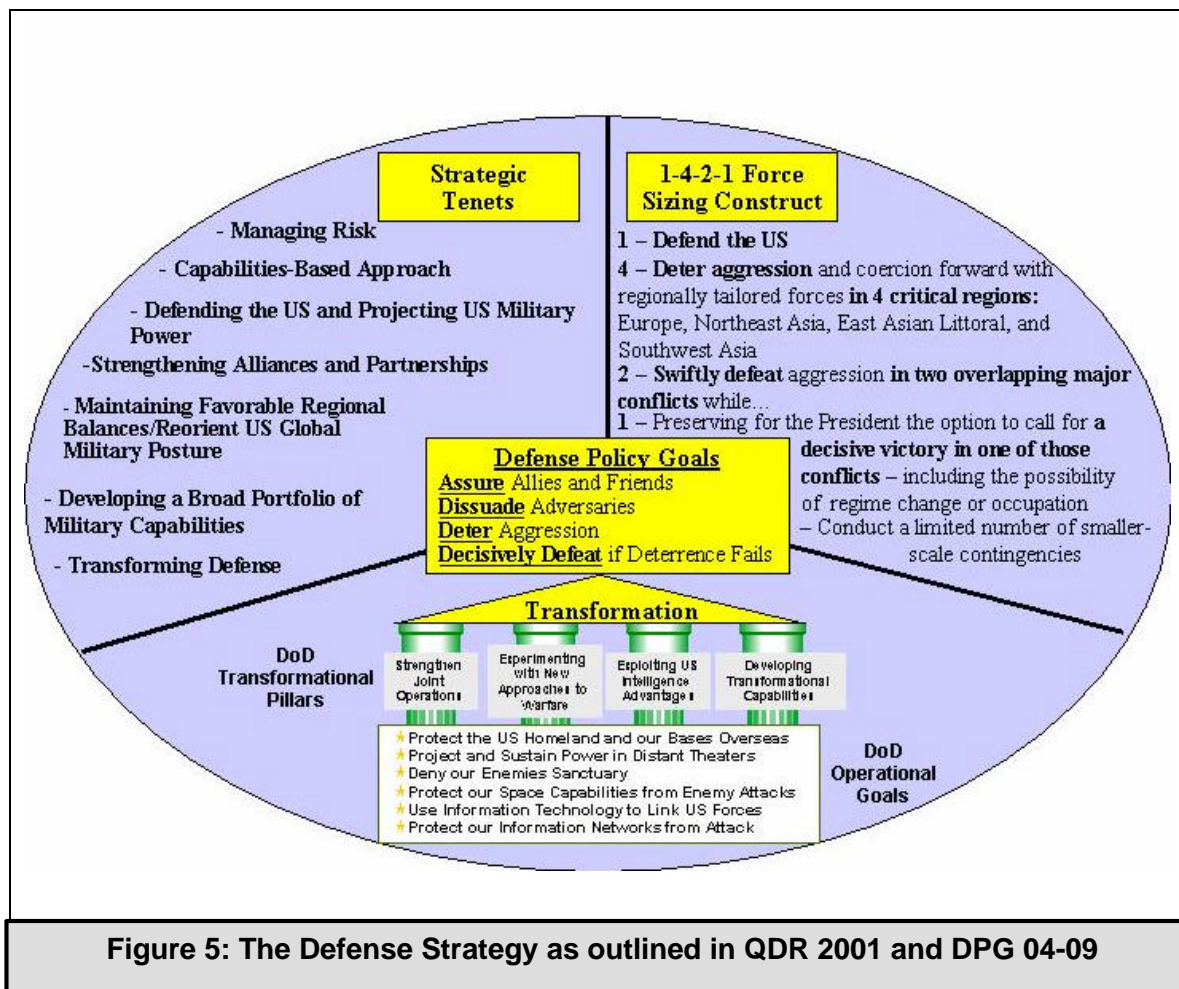 Strategic
Tenets
- Managing Risk
- Capabilities-Based Approach
- Defending the US and Projecting US Military
Power
-Strengthening Alliances and Partnerships
- Maintaining Favorable Regional
Balances/Reorient US Global
Military Posture
- Developing a Broad Portfolio of
Military Capabilities
- Transforming Defense
1-4-2-1 Force
Sizing Construct
1 – Defend the US
4 – Deter aggression and coercion forward with
regionally tailored forces in 4 critical regions:
Europe, Northeast Asia, East Asian Littoral, and
Southwest Asia
2 – Swiftly defeat aggression in two overlapping major
conflicts while…
1 – Preserving for the President the option to call for a
decisive victory in one of those
conflicts – including the possibility
of regime change or occupation
– Conduct a limited number of smaller-
scale contingencies
Defense Policy Goals
Assure Allies and Friends
Dissuade Adversaries
Deter Aggression
Decisively Defeat if Deterrence Fails
Transformation
DoD
Transformational
Pillars
Strengthen
Joint
Operations
Experimenting
with New
Approaches to
Warfare
Exploiting US
Intelligence
Advantages
Developing
Transformational
Capabilities
Protect the US Homeland and our Bases Overseas
Project and Sustain Power in Distant Theaters
Deny our Enemies Sanctuary
Protect our Space Capabilities from Enemy Attacks
Use Information Technology to Link US Forces
Protect our Information Networks from Attack
DoD
Operational
Goals
Figure 5: The Defense Strategy as outlined in QDR 2001 and DPG 04-09